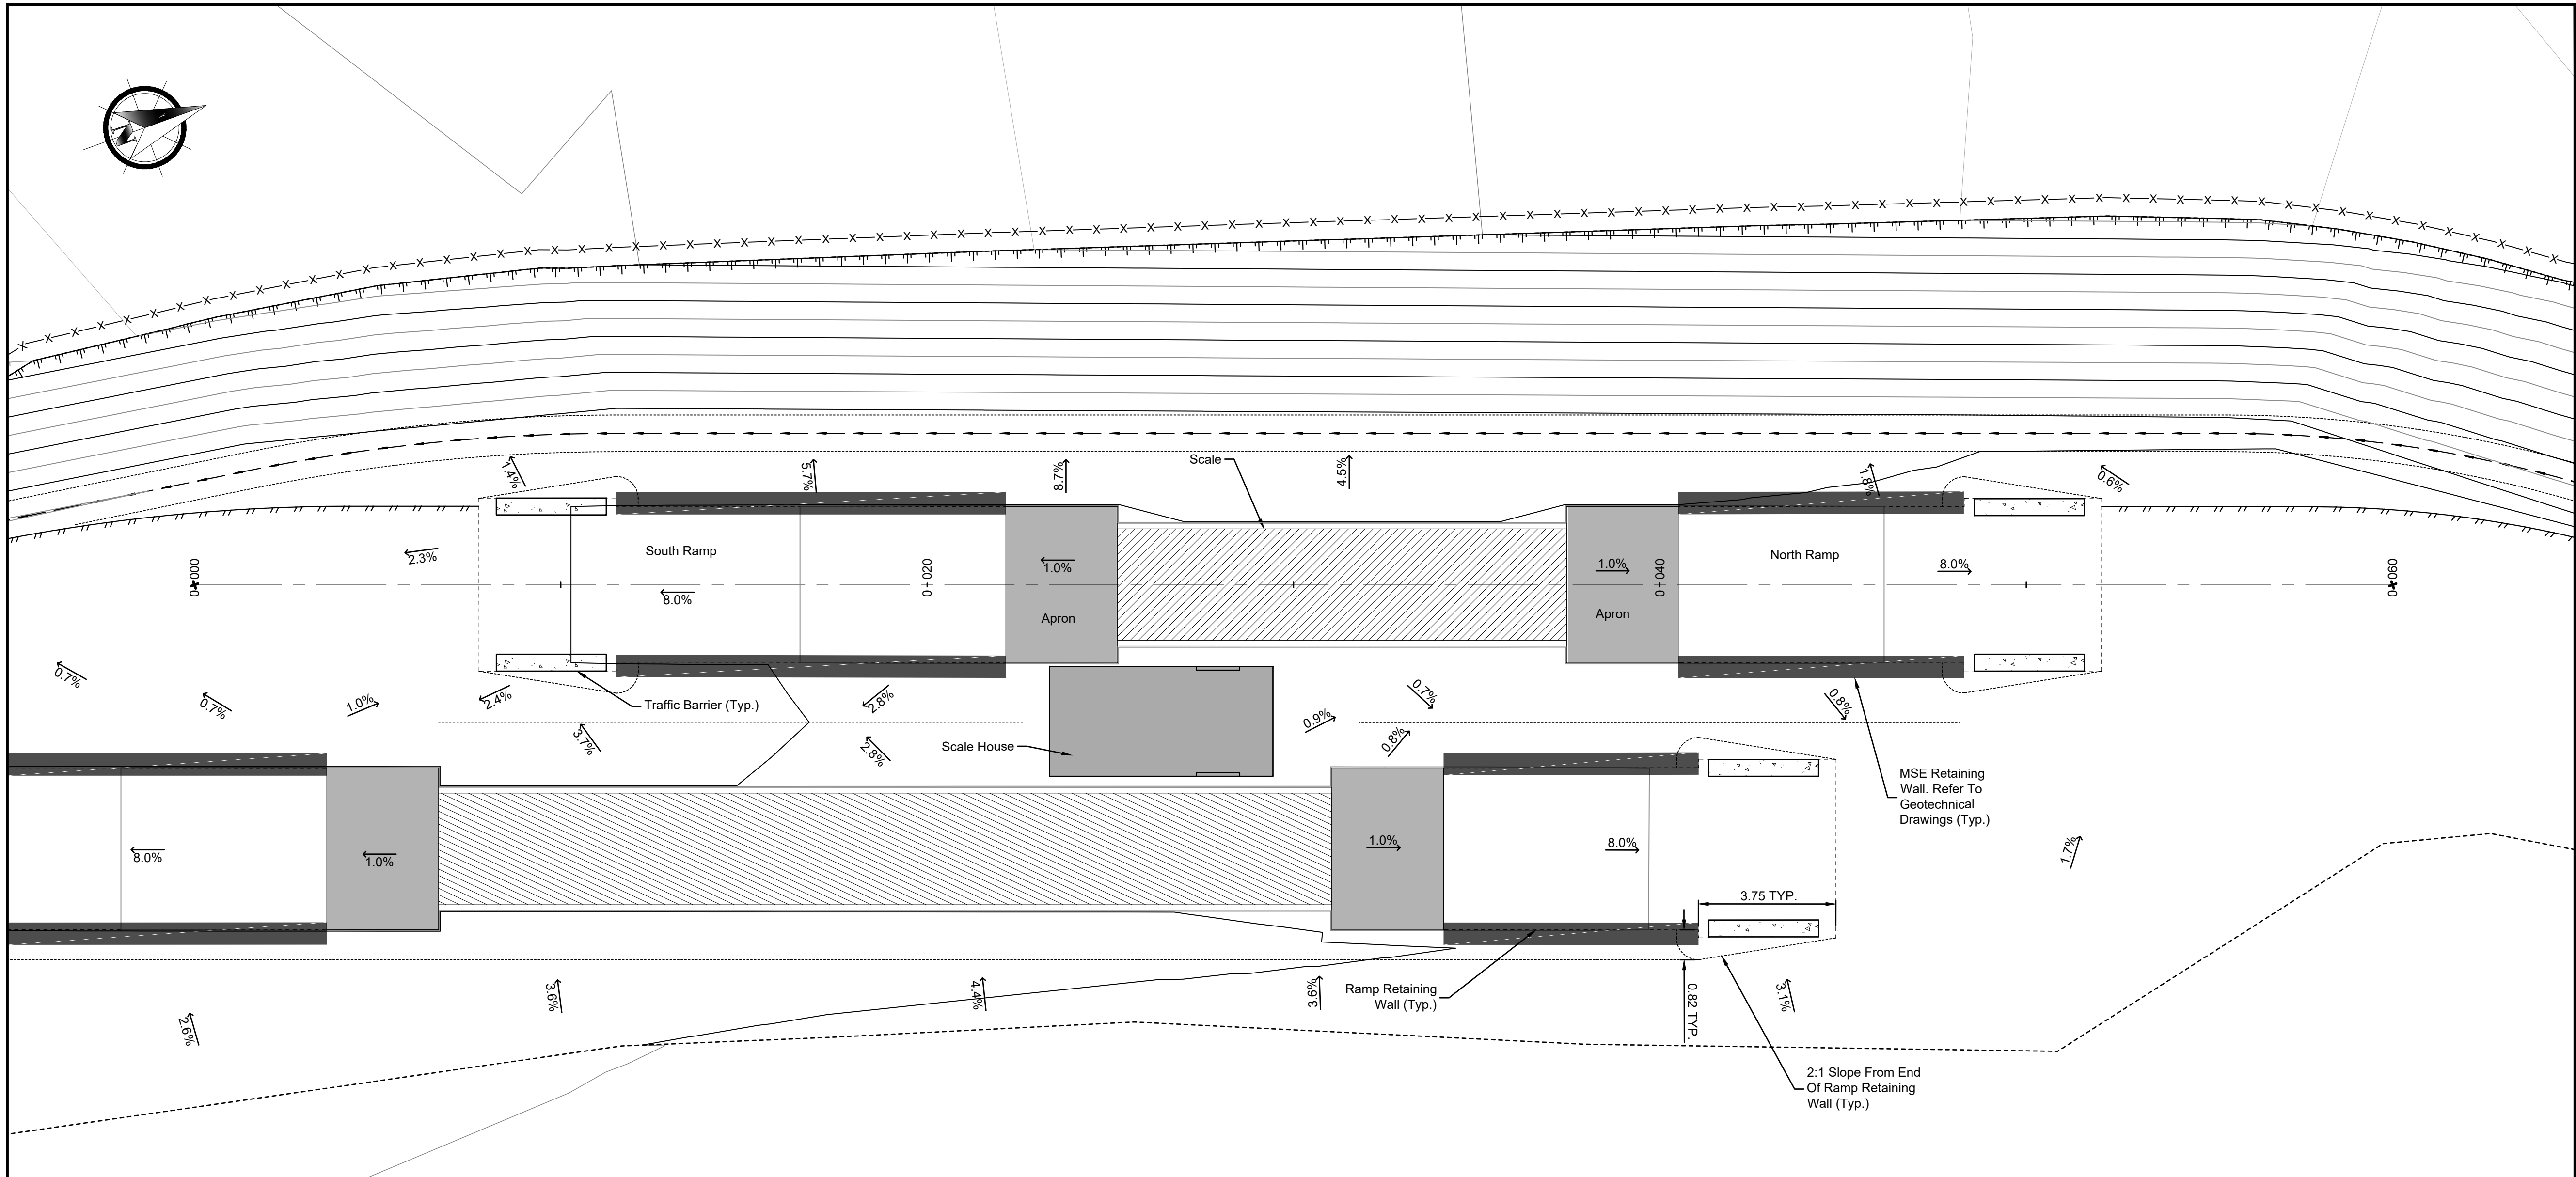 N
1.4%
5.7%
8.7%
Scale
4.5%
1.8%
0.6%
2.3%
South Ramp
North Ramp
0+000
8.0%
0+020
1.0%
Apron
1.0%
Apron
0+040
8.0%
0+060
0.7%
0.7%
1.0%
2.4%
3.7%
Traffic Barrier (Typ.)
2.8%
2.8%
Scale House
0.9%
0.7%
0.8%
0.8%
MSE Retaining
Wall. Refer To
Geotechnical
Drawings (Typ.)
8.0%
1.0%
1.0%
8.0%
1.7%
3.75 TYP.
2.6%
3.6%
4.4%
3.6%
Ramp Retaining
Wall (Typ.)
0.82 TYP.
3.1%
2:1 Slope From End
Of Ramp Retaining
Wall (Typ.)